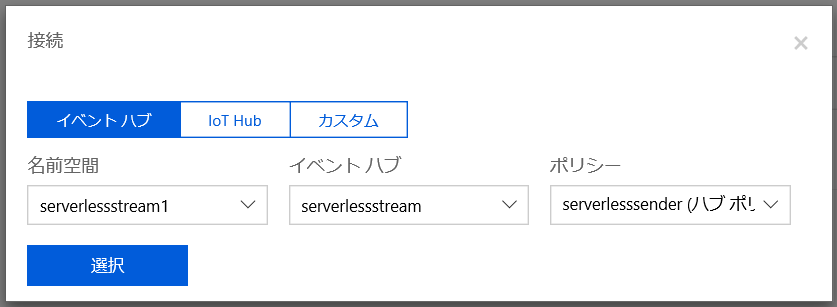 接続
イベント ハブ IoT Hub カスタム
名前空間 イベント ハブ ポリシー
serverlessstream1 serverlessstream serverlesssender (ハブ ポリ
選択